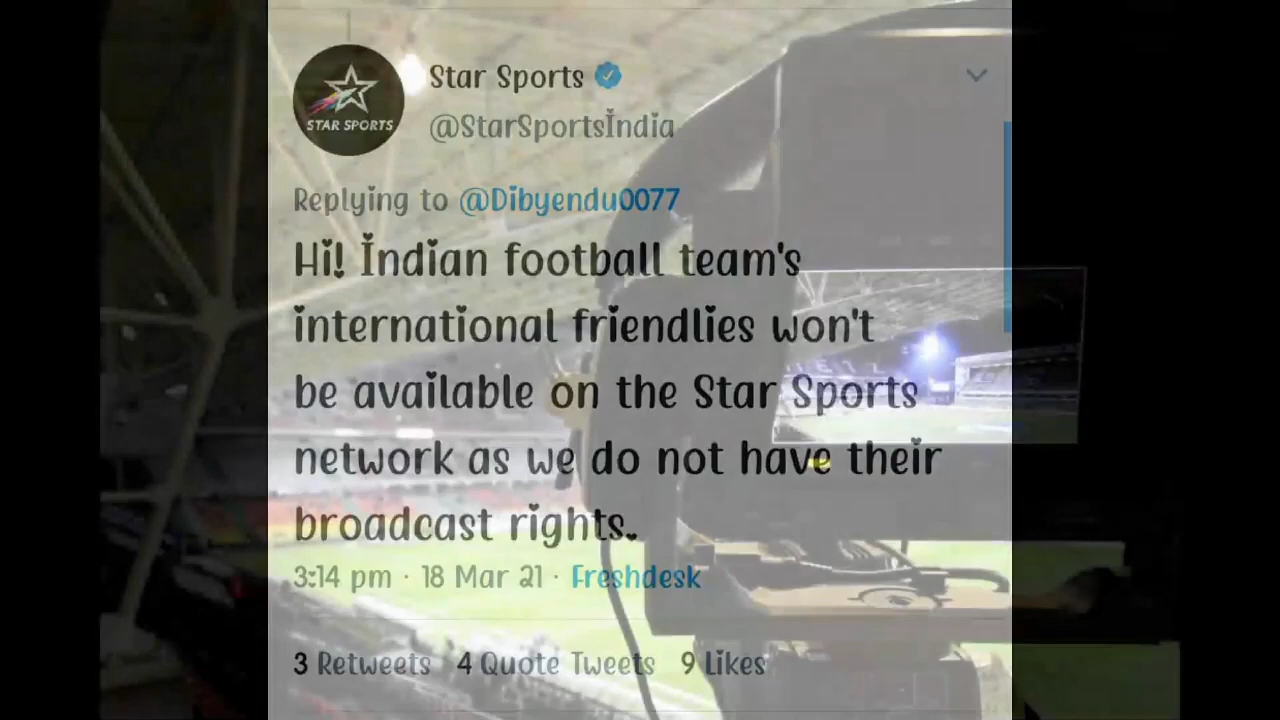 STAR SPORTS
Star Sports
@StarSportsIndia
Replying to @Dibyendu0077
Hi! Indian football team's
international friendlies won't
be available on the Star Sports
network as we do not have their
broadcast rights.
3:14 pm · 18 Mar 21 · Freshdesk
3 Retweets 4 Quote Tweets 9 Likes